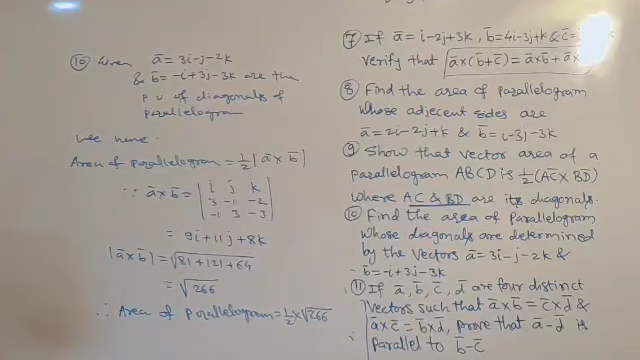 ⑩ Given ā = 3i-j-2k
& b̄ = -i+3j-3k are the
P.V. of diagonals of
parallelogram
we have
Area of parallelogram = 1/2 |ā × b̄|
∵ ā×b̄ = | i j k |
3 -1 -2
-1 3 -3
= 9i+11j+8k
|ā×b̄| = √81+121+64
= √266
∴ Area of parallelogram = 1/2 × √266
⑦ If ā = i-2j+3k, b̄ = 4i-3j+k & c̄ =
verify that ā×(b̄+c̄) = ā×b̄ + ā×
⑧ Find the area of parallelogram
whose adjecent sides are
ā = 2i-2j+k & b̄ = i-3j-3k
⑨ Show that vector area of a
parallelogram ABCD is 1/2 (AC × BD)
where AC & BD are its diagonals.
⑩ Find the area of Parallelogram
whose diagonals are determined
by the vectors ā = 3i-j-2k &
b̄ = -i+3j-3k
⑪ If ā, b̄, c̄, d̄ are four distinct
vectors such that ā×b̄ = c̄×d̄ &
ā×c̄ = b̄×d̄, prove that ā-d̄ is
parallel to b̄-c̄